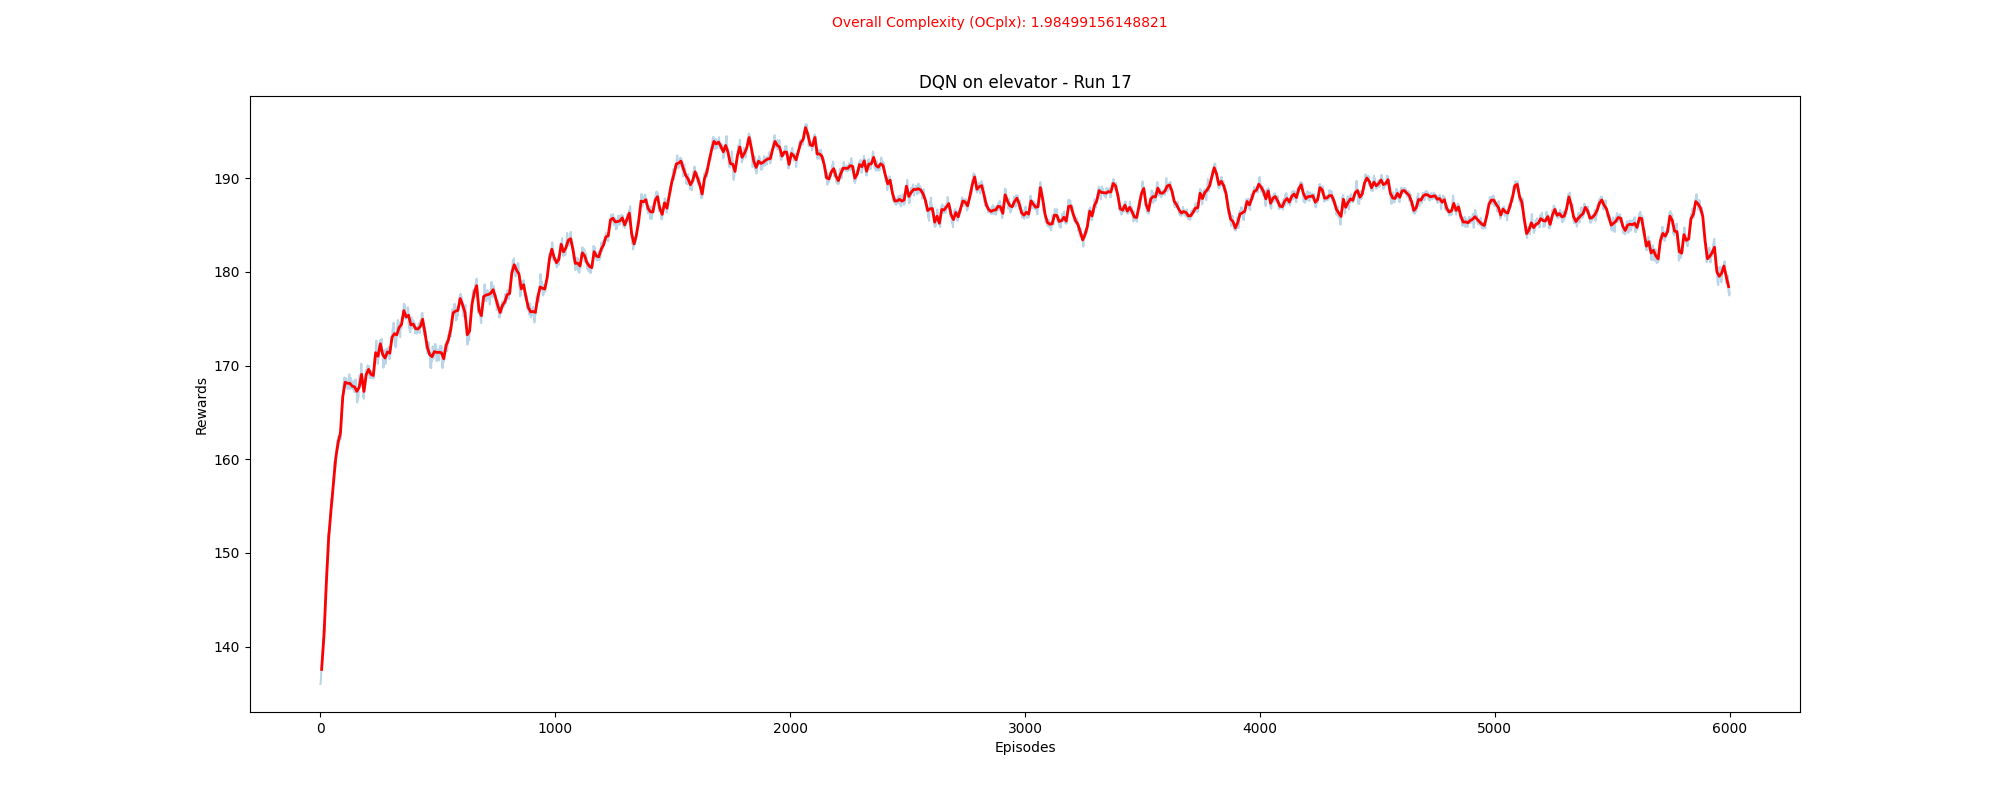 Overall Complexity (OCplx): 1.98499156148821
DQN on elevator - Run 17
Rewards
190
180
170
160
150
140
0 1000 2000 3000 4000 5000 6000
Episodes